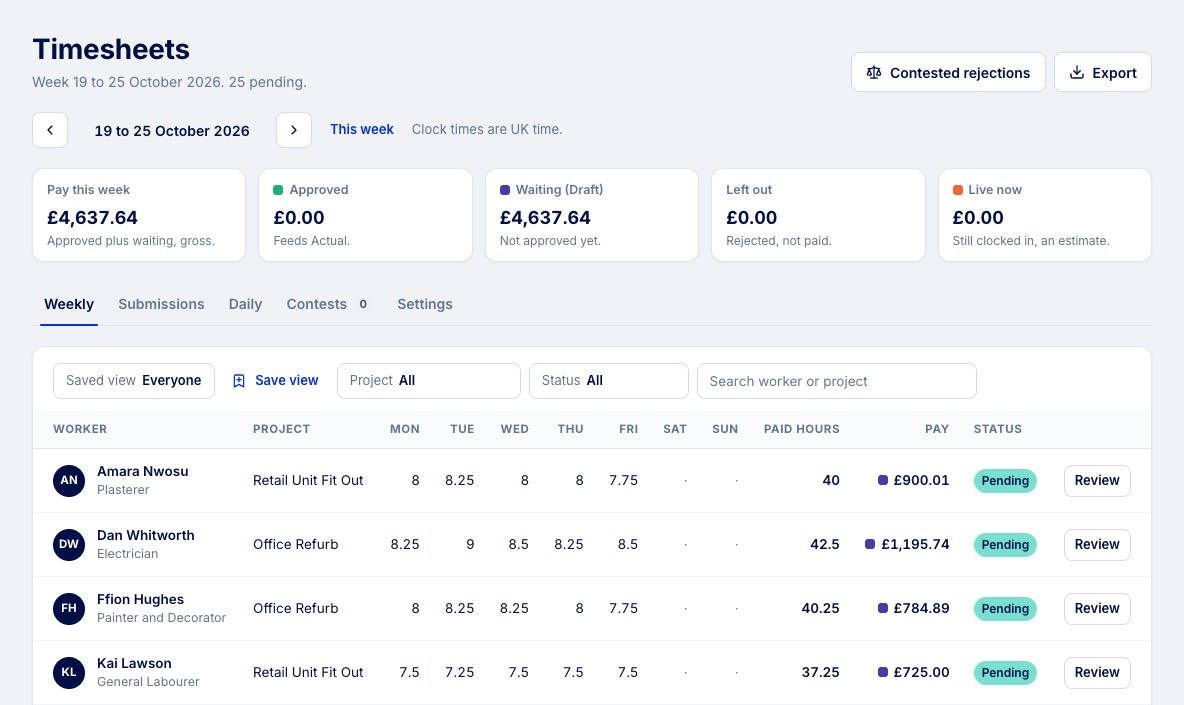 Timesheets
Week 19 to 25 October 2026. 25 pending.
Contested rejections
Export
19 to 25 October 2026
This week
Clock times are UK time.
Pay this week
£4,637.64
Approved plus waiting, gross.
Approved
£0.00
Feeds Actual.
Waiting (Draft)
£4,637.64
Not approved yet.
Left out
£0.00
Rejected, not paid.
Live now
£0.00
Still clocked in, an estimate.
Weekly Submissions Daily Contests 0 Settings
Saved view Everyone Save view Project All Status All Search worker or project
WORKER PROJECT MON TUE WED THU FRI SAT SUN PAID HOURS PAY STATUS
AN Amara Nwosu
Plasterer
Retail Unit Fit Out 8 8.25 8 8 7.75 · · 40 £900.01 Pending Review
DW Dan Whitworth
Electrician
Office Refurb 8.25 9 8.5 8.25 8.5 · · 42.5 £1,195.74 Pending Review
FH Ffion Hughes
Painter and Decorator
Office Refurb 8 8.25 8.25 8 7.75 · · 40.25 £784.89 Pending Review
KL Kai Lawson
General Labourer
Retail Unit Fit Out 7.5 7.25 7.5 7.5 7.5 · · 37.25 £725.00 Pending Review